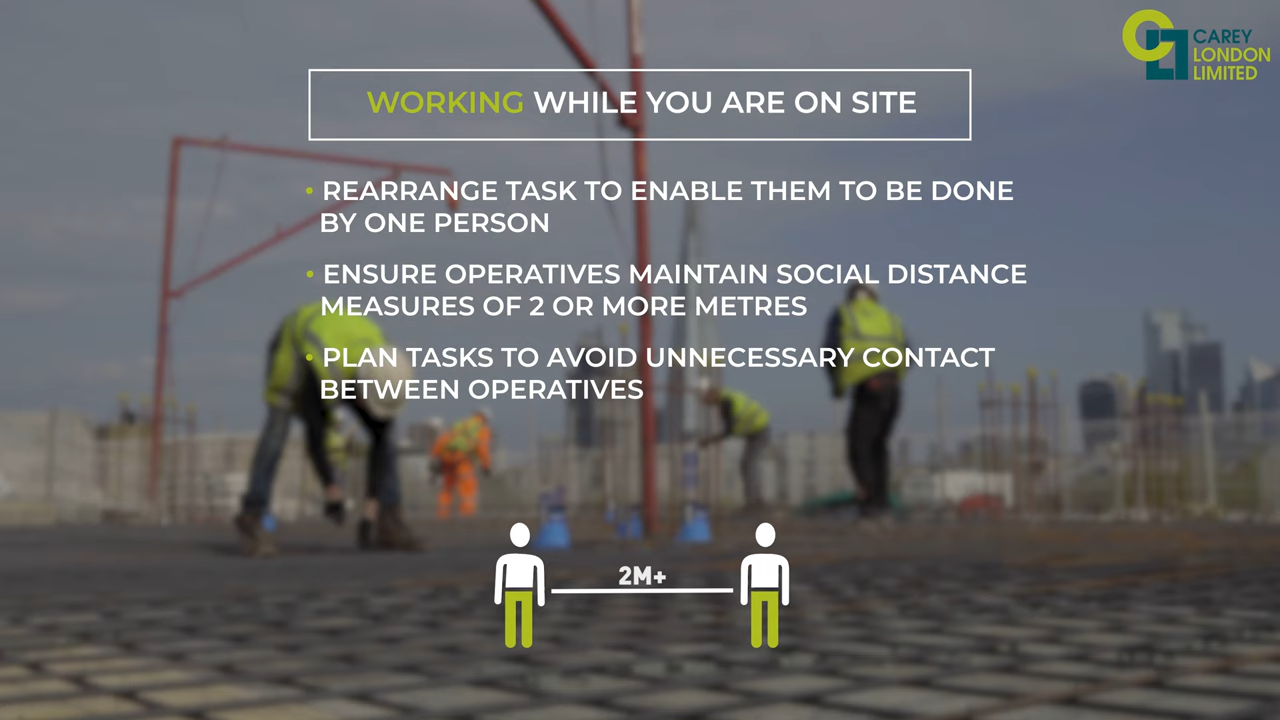 CAREY
LONDON
LIMITED
WORKING WHILE YOU ARE ON SITE
• REARRANGE TASK TO ENABLE THEM TO BE DONE
BY ONE PERSON
• ENSURE OPERATIVES MAINTAIN SOCIAL DISTANCE
MEASURES OF 2 OR MORE METRES
• PLAN TASKS TO AVOID UNNECESSARY CONTACT
BETWEEN OPERATIVES
2M+